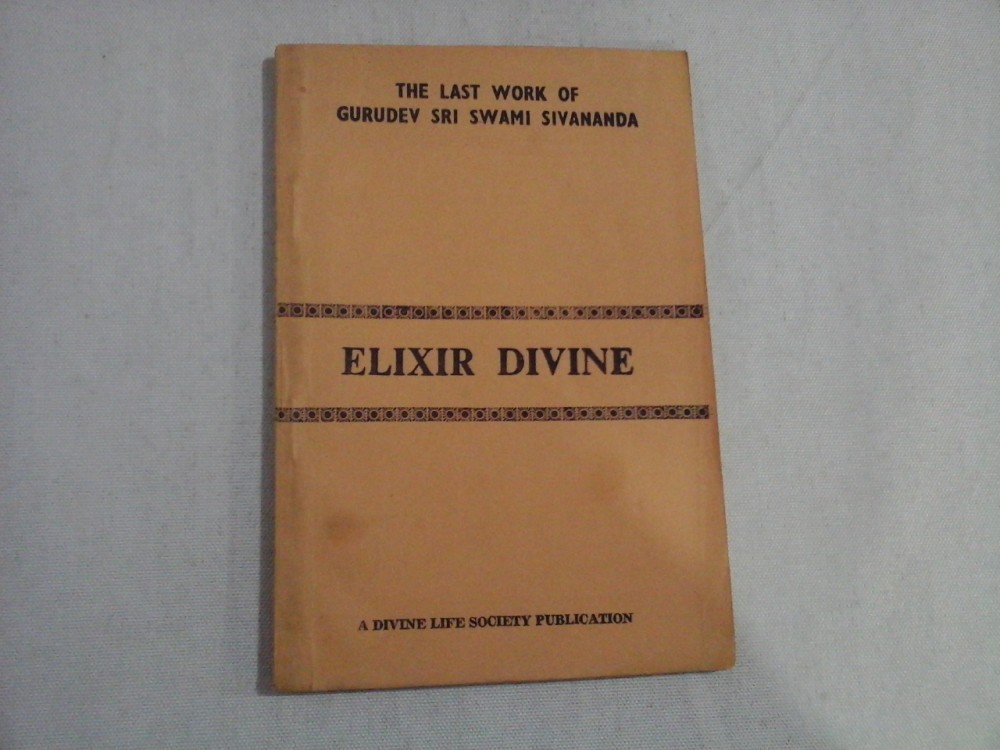 THE LAST WORK OF
GURUDEV SRI SWAMI SIVANANDA
ELIXIR DIVINE
A DIVINE LIFE SOCIETY PUBLICATION